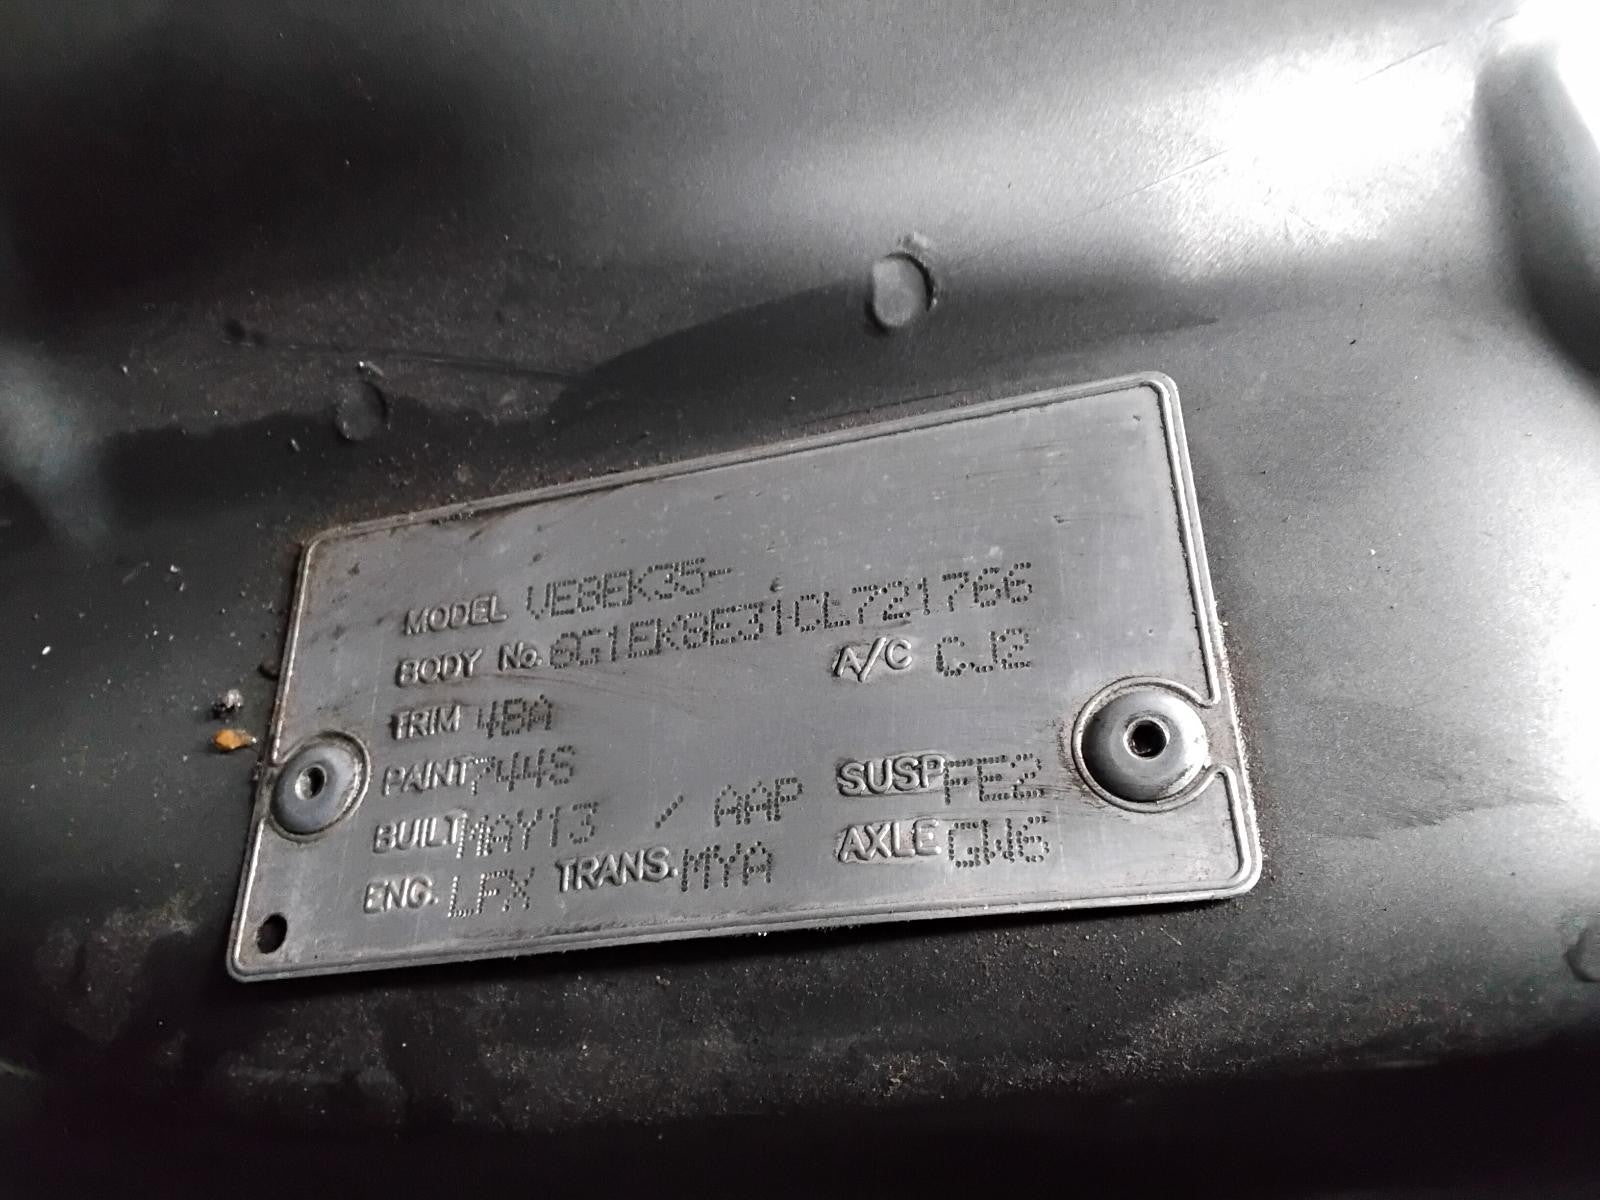 MODEL VE8EK35-
BODY No. 6G1EK8E31CL721766
TRIM 4BA A/C CJ2
PAINT 744S
BUILT MAY13 / AAP SUSP FE2
ENG. LFX TRANS. MYA AXLE GW6